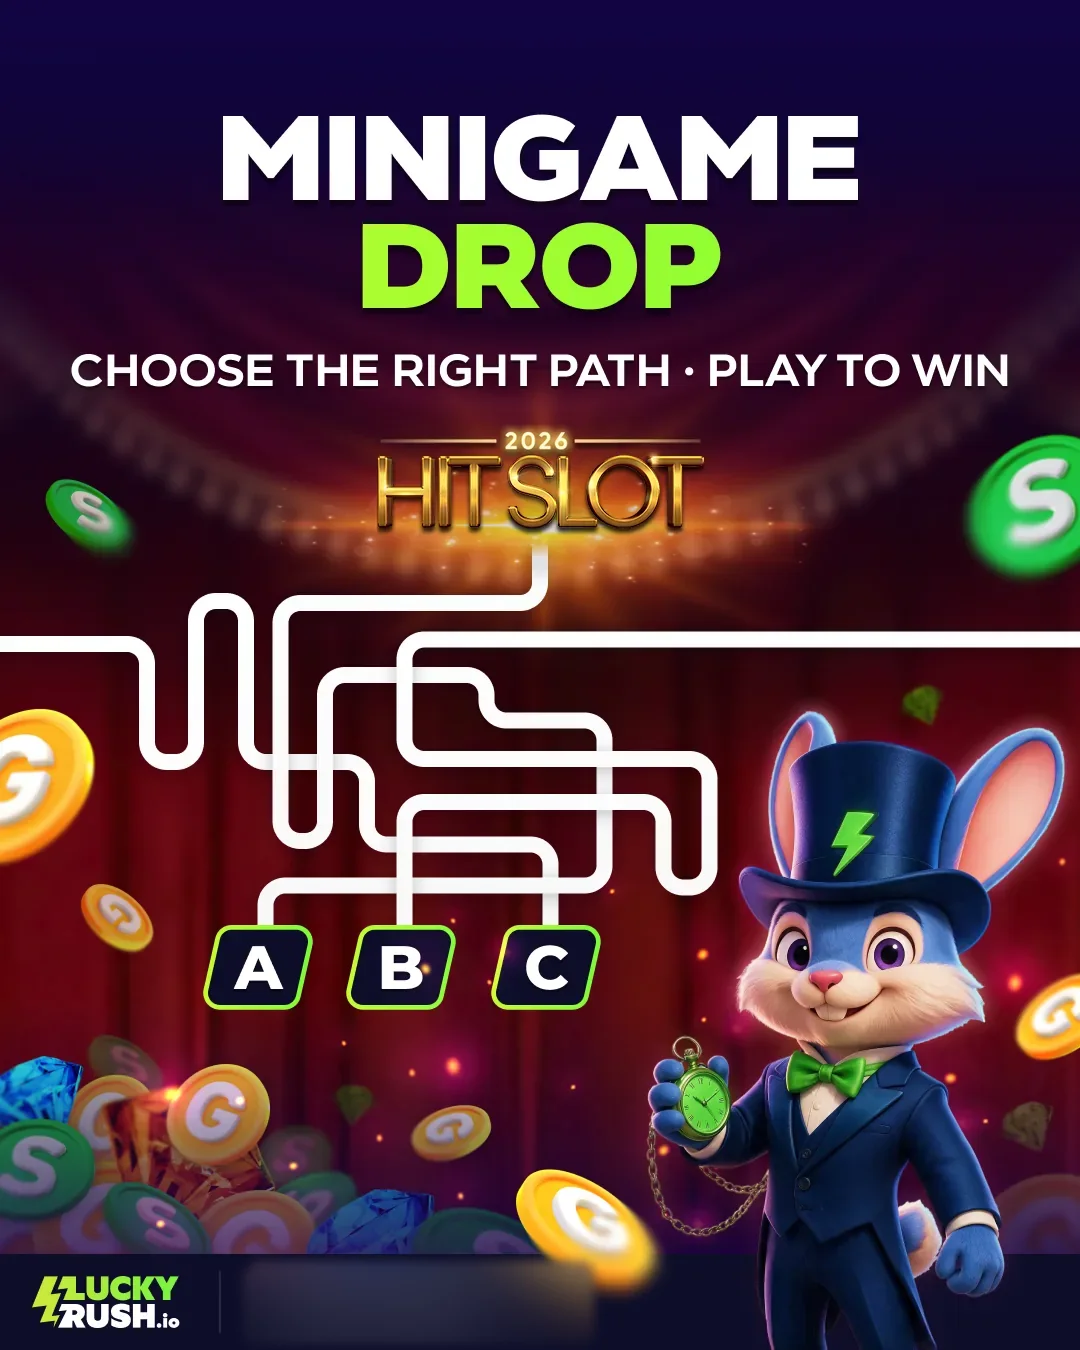 MINIGAME
DROP
CHOOSE THE RIGHT PATH • PLAY TO WIN
2026
HIT SLOT
A
B
C
S
S
G
G
G
G
G
G
S
S
G
LUCKY
RUSH.io